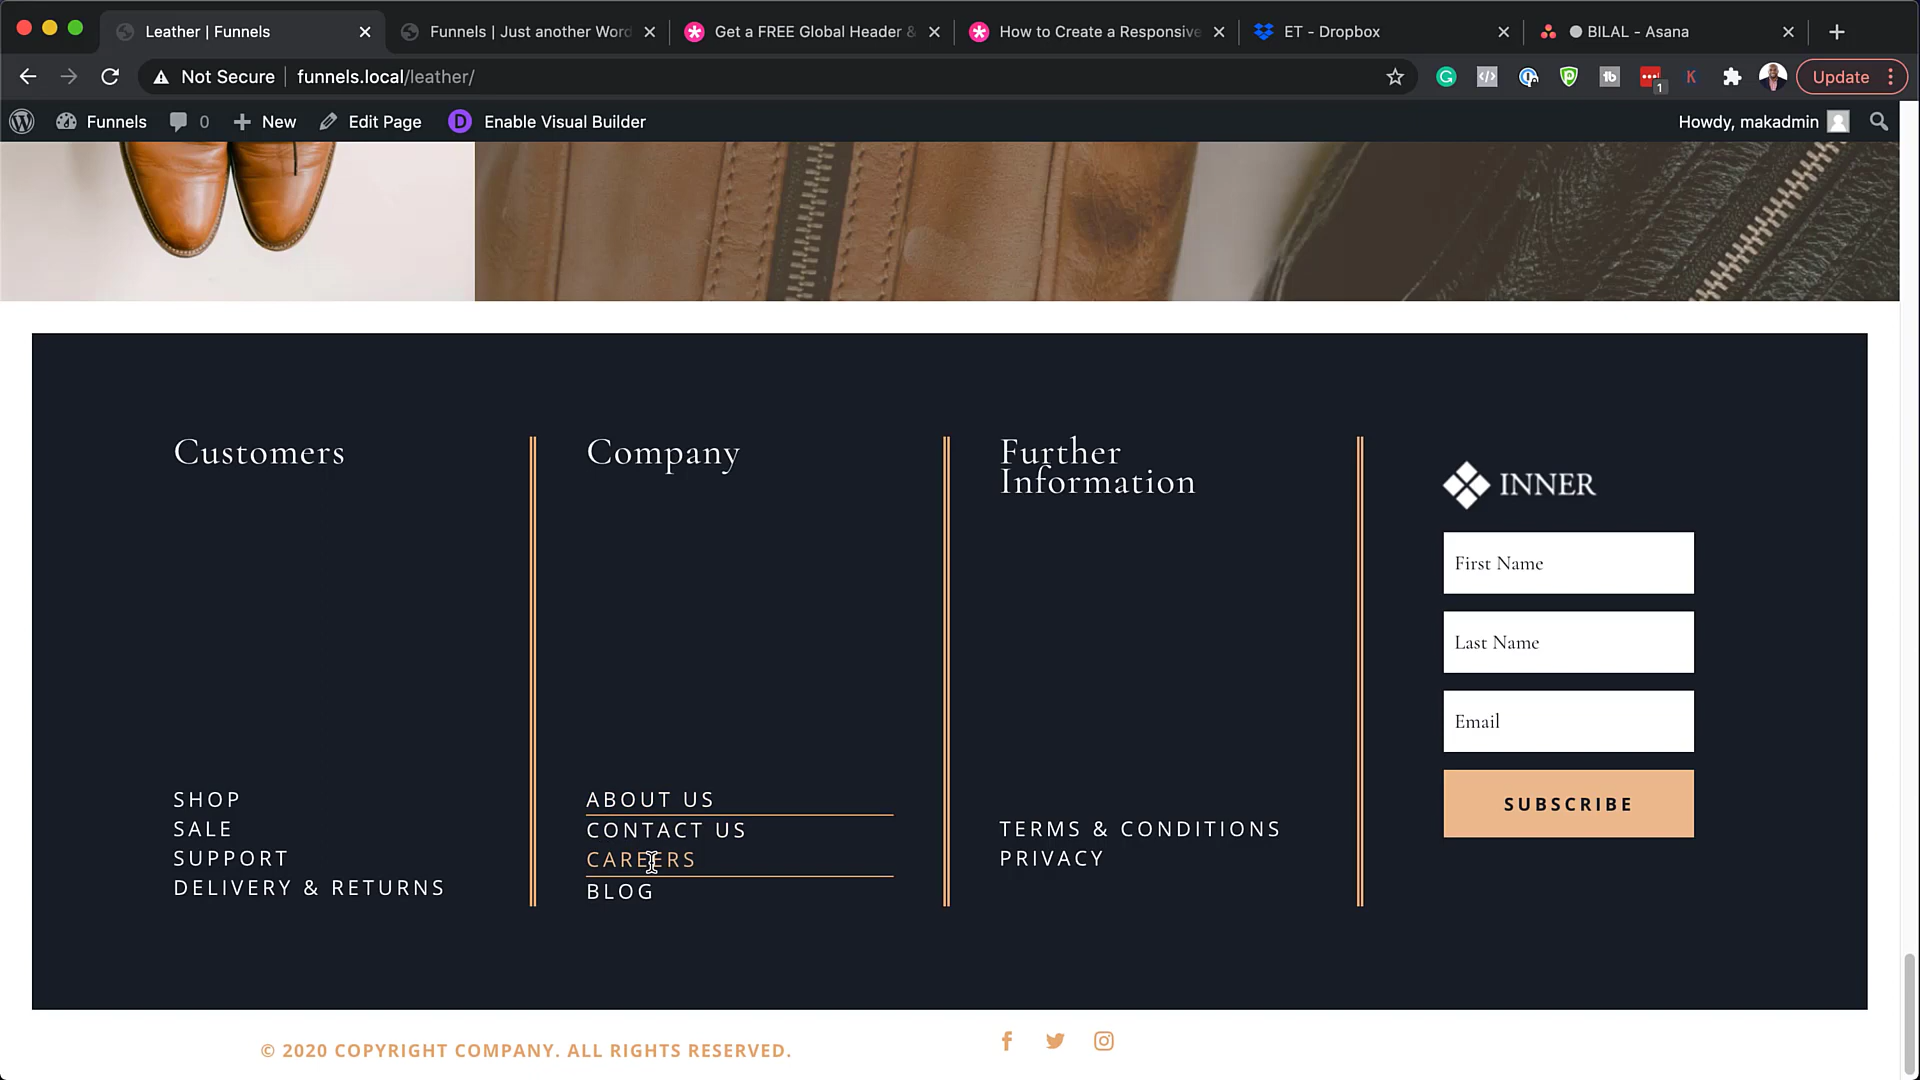 Leather | Funnels
Funnels | Just another Word
Get a FREE Global Header &
How to Create a Responsive
ET - Dropbox
BILAL - Asana
Not Secure
funnels.local/leather/
1
K
Update
Funnels
0
New
Edit Page
D
Enable Visual Builder
Howdy, makadmin
Customers
SHOP
SALE
SUPPORT
DELIVERY & RETURNS
Company
ABOUT US
CONTACT US
CAREERS
BLOG
Further
Information
TERMS & CONDITIONS
PRIVACY
INNER
First Name
Last Name
Email
SUBSCRIBE
© 2020 COPYRIGHT COMPANY. ALL RIGHTS RESERVED.